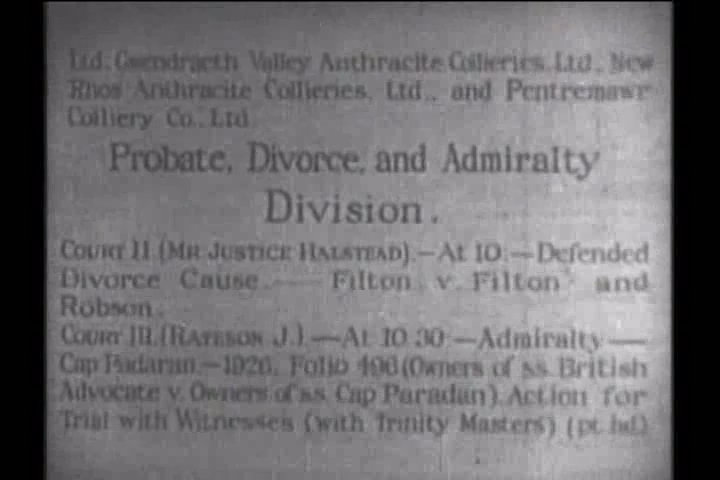 Ltd., Gwendraeth Valley Anthracite Collieries, Ltd., New
Rhos Anthracite Collieries, Ltd., and Pentremawr
Colliery Co., Ltd.
Probate, Divorce, and Admiralty
Division.
COURT II. (MR JUSTICE HALSTEAD).—At 10.—Defended
Divorce Cause.— Filton v. Filton and
Robson.
COURT III. (RATESON J.).—At 10 30—Admiralty—
Cap Padaran.—1926. Folio 496 (Owners of ss. British
Advocate v. Owners of ss. Cap Paradan). Action for
Trial with Witnesses (with Trinity Masters) (pt. hd.)